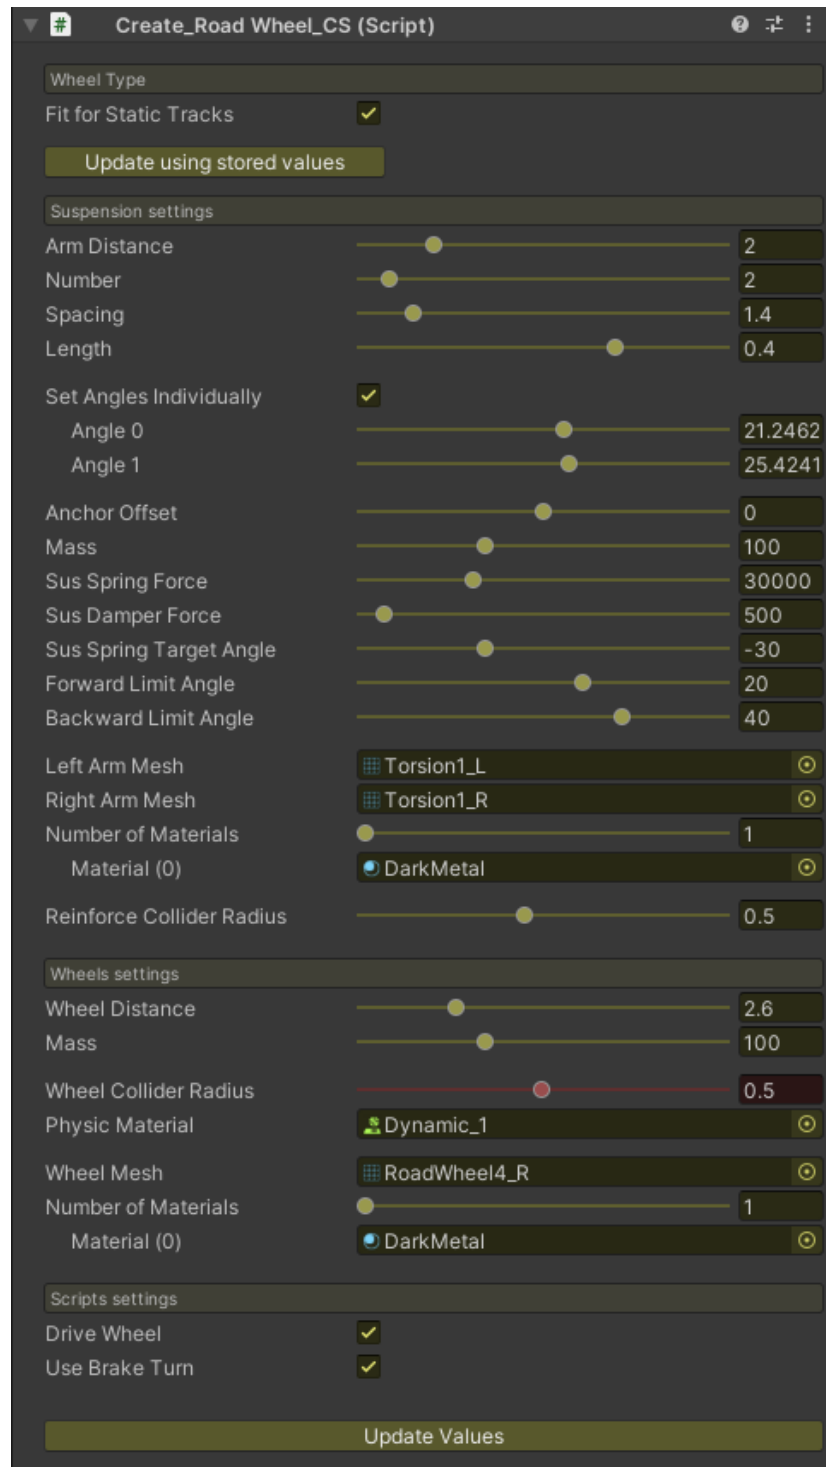 # Create_Road Wheel_CS (Script)
Wheel Type
Fit for Static Tracks
Update using stored values
Suspension settings
Arm Distance 2
Number 2
Spacing 1.4
Length 0.4
Set Angles Individually
Angle 0 21.2462
Angle 1 25.4241
Anchor Offset 0
Mass 100
Sus Spring Force 30000
Sus Damper Force 500
Sus Spring Target Angle -30
Forward Limit Angle 20
Backward Limit Angle 40
Left Arm Mesh Torsion1_L
Right Arm Mesh Torsion1_R
Number of Materials 1
Material (0) DarkMetal
Reinforce Collider Radius 0.5
Wheels settings
Wheel Distance 2.6
Mass 100
Wheel Collider Radius 0.5
Physic Material Dynamic_1
Wheel Mesh RoadWheel4_R
Number of Materials 1
Material (0) DarkMetal
Scripts settings
Drive Wheel
Use Brake Turn
Update Values